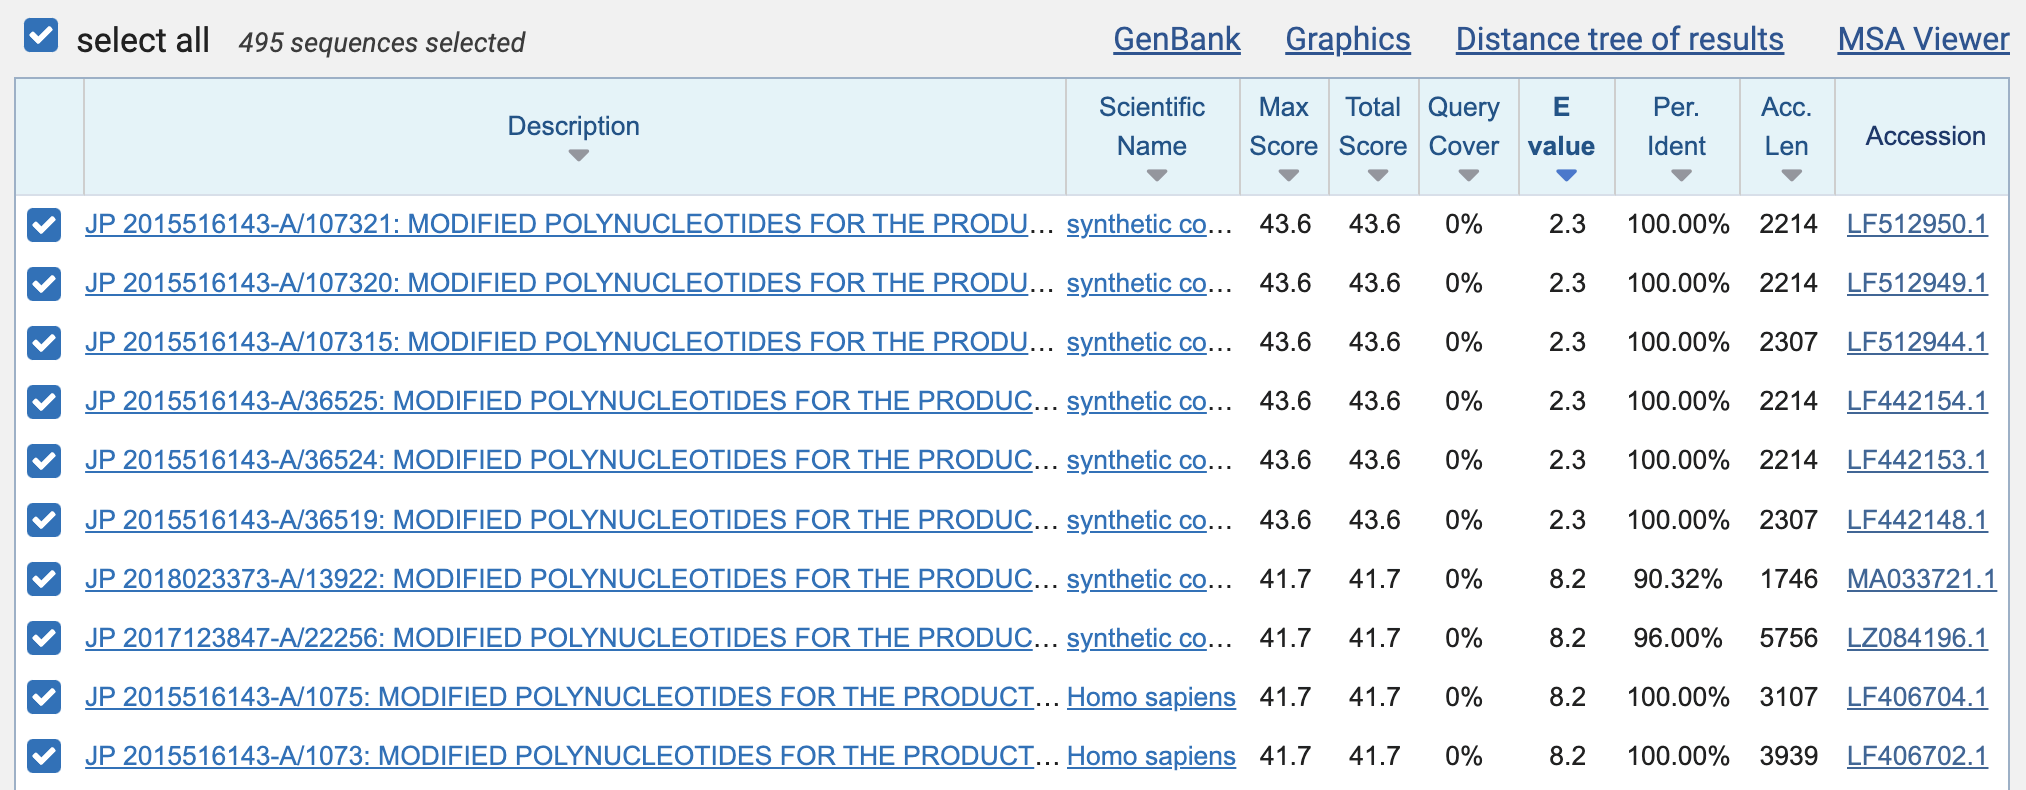 select all 495 sequences selected GenBank Graphics Distance tree of results MSA Viewer
Description Scientific Name Max Score Total Score Query Cover E value Per. Ident Acc. Len Accession
JP 2015516143-A/107321: MODIFIED POLYNUCLEOTIDES FOR THE PRODU... synthetic co... 43.6 43.6 0% 2.3 100.00% 2214 LF512950.1
JP 2015516143-A/107320: MODIFIED POLYNUCLEOTIDES FOR THE PRODU... synthetic co... 43.6 43.6 0% 2.3 100.00% 2214 LF512949.1
JP 2015516143-A/107315: MODIFIED POLYNUCLEOTIDES FOR THE PRODU... synthetic co... 43.6 43.6 0% 2.3 100.00% 2307 LF512944.1
JP 2015516143-A/36525: MODIFIED POLYNUCLEOTIDES FOR THE PRODUC... synthetic co... 43.6 43.6 0% 2.3 100.00% 2214 LF442154.1
JP 2015516143-A/36524: MODIFIED POLYNUCLEOTIDES FOR THE PRODUC... synthetic co... 43.6 43.6 0% 2.3 100.00% 2214 LF442153.1
JP 2015516143-A/36519: MODIFIED POLYNUCLEOTIDES FOR THE PRODUC... synthetic co... 43.6 43.6 0% 2.3 100.00% 2307 LF442148.1
JP 2018023373-A/13922: MODIFIED POLYNUCLEOTIDES FOR THE PRODUC... synthetic co... 41.7 41.7 0% 8.2 90.32% 1746 MA033721.1
JP 2017123847-A/22256: MODIFIED POLYNUCLEOTIDES FOR THE PRODUC... synthetic co... 41.7 41.7 0% 8.2 96.00% 5756 LZ084196.1
JP 2015516143-A/1075: MODIFIED POLYNUCLEOTIDES FOR THE PRODUCT... Homo sapiens 41.7 41.7 0% 8.2 100.00% 3107 LF406704.1
JP 2015516143-A/1073: MODIFIED POLYNUCLEOTIDES FOR THE PRODUCT... Homo sapiens 41.7 41.7 0% 8.2 100.00% 3939 LF406702.1